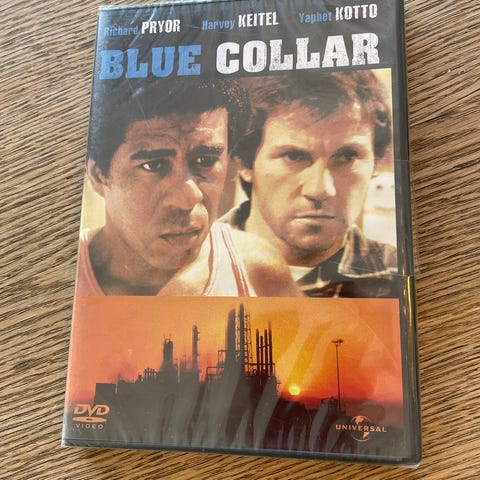 Richard PRYOR Harvey KEITEL Yaphet KOTTO
BLUE COLLAR
DVD
VIDEO
UNIVERSAL